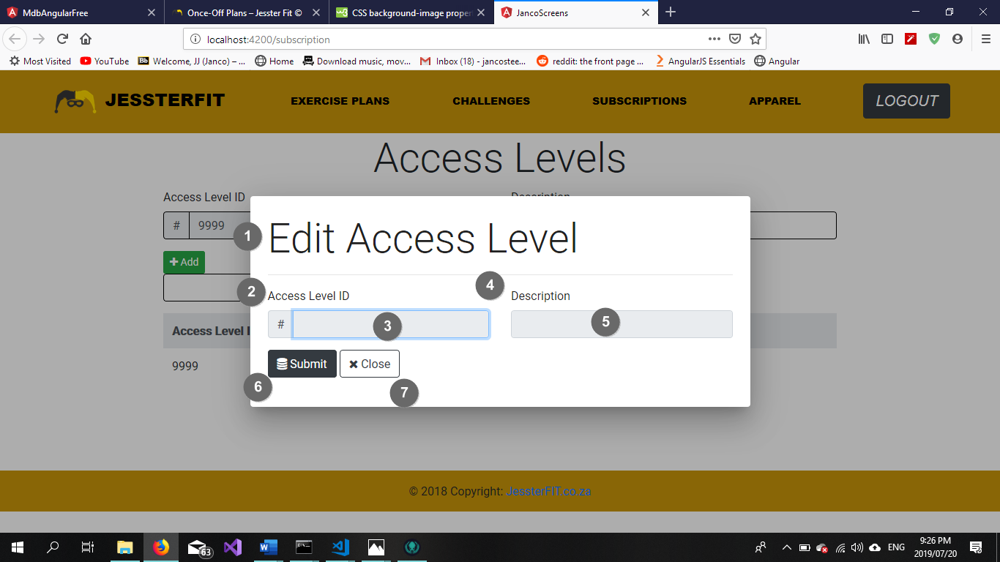 MdbAngularFree
Once-Off Plans – Jesster Fit ©
CSS background-image proper
JancoScreens
localhost:4200/subscription
Most Visited
YouTube
Bb Welcome, JJ (Janco) – ...
Home
Download music, mov...
Inbox (18) - jancostee...
reddit: the front page ...
AngularJS Essentials
Angular
JESSTERFIT
EXERCISE PLANS
CHALLENGES
SUBSCRIPTIONS
APPAREL
LOGOUT
Access Levels
Access Level ID
Description
# 9999
1
Edit Access Level
Add
2
4
Access Level ID
Description
#
3
5
Access Level I
9999
Submit
Close
6
7
© 2018 Copyright: JessterFIT.co.za
63
ENG
9:26 PM
2019/07/20